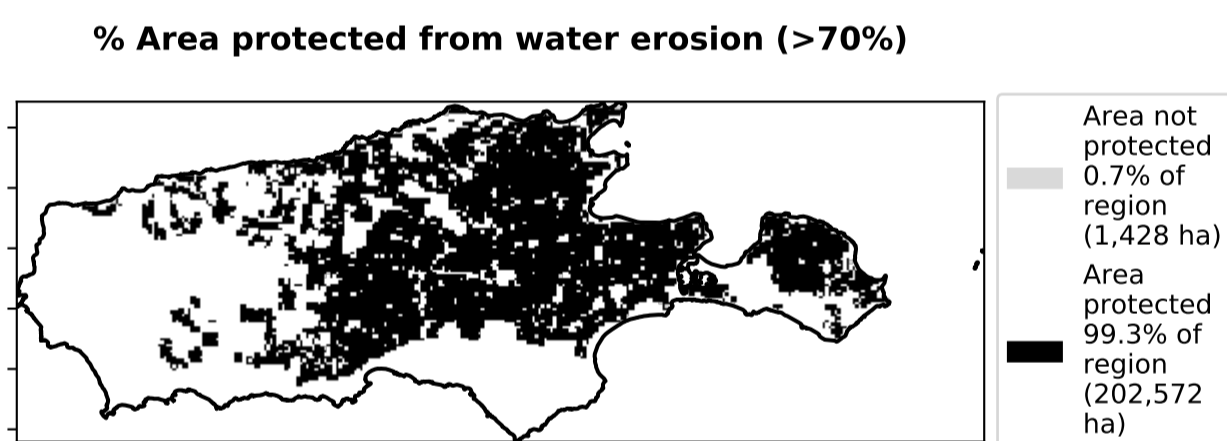 % Area protected from water erosion (>70%)
Area not
protected
0.7% of
region
(1,428 ha)
Area
protected
99.3% of
region
(202,572
ha)